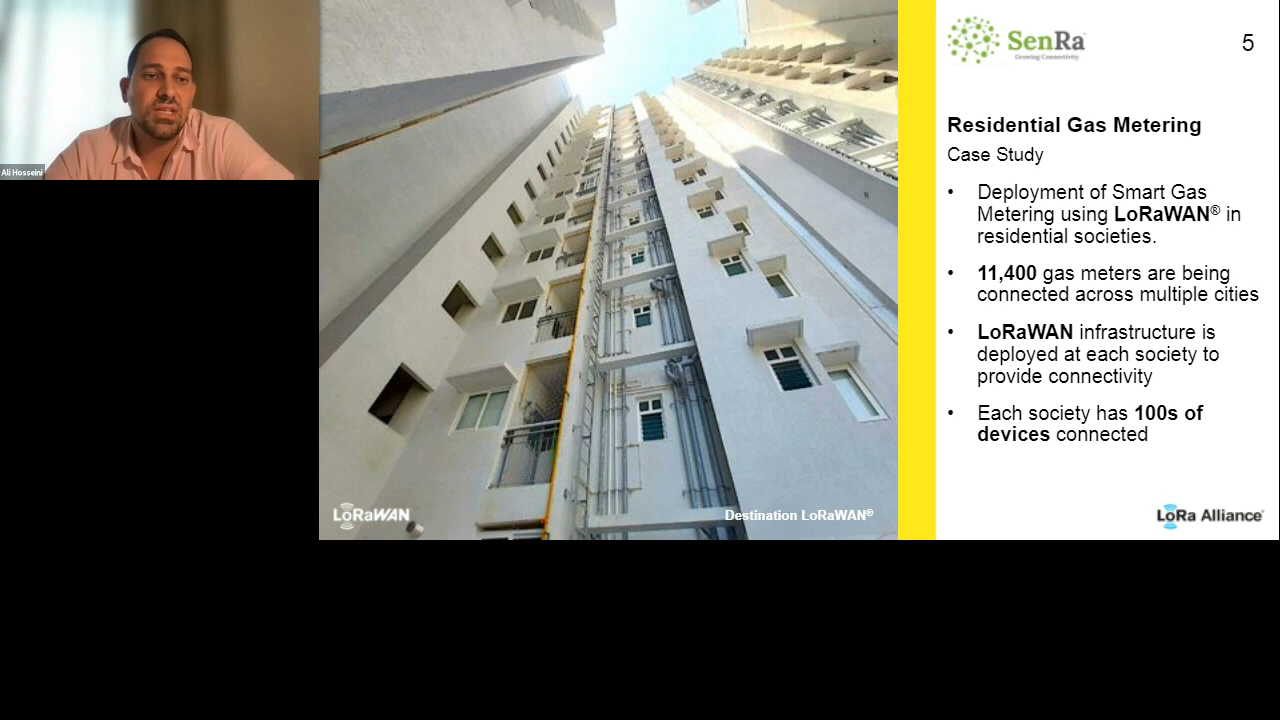 Ali Hosseini
LoRaWAN
Destination LoRaWAN®
SenRa
Growing Connectivity
5
Residential Gas Metering
Case Study
• Deployment of Smart Gas
Metering using LoRaWAN® in
residential societies.
• 11,400 gas meters are being
connected across multiple cities
• LoRaWAN infrastructure is
deployed at each society to
provide connectivity
• Each society has 100s of
devices connected
LoRa Alliance®